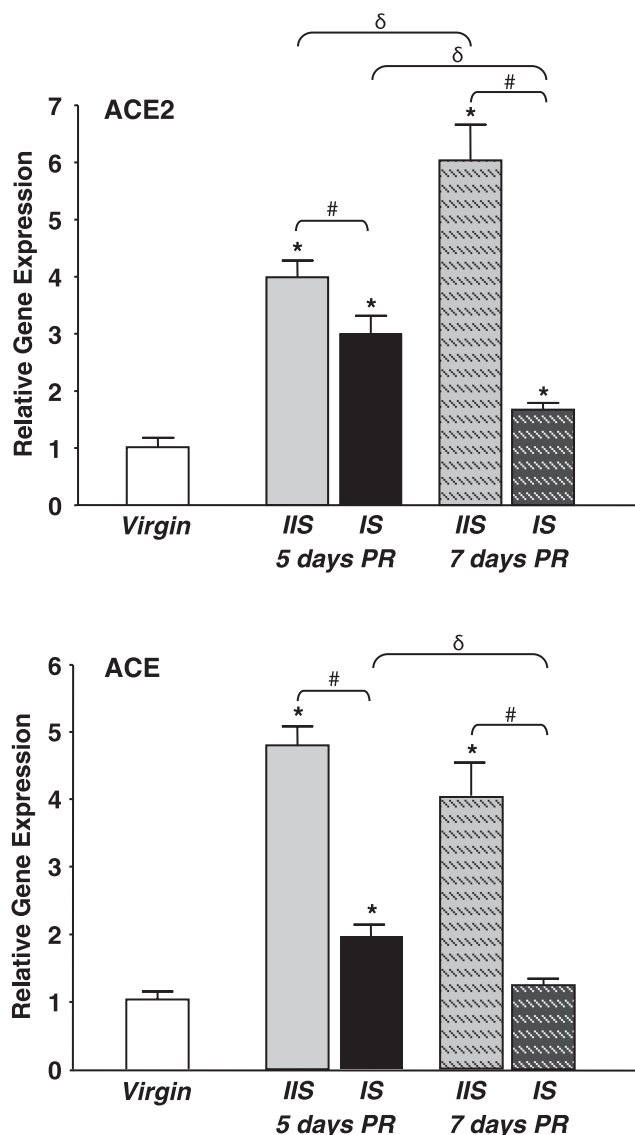 δ
δ
#
ACE2
*
7
6
5
4
3
2
1
0
Relative Gene Expression
#
*
*
*
Virgin
IIS
IS
IIS
IS
5 days PR
7 days PR
δ
ACE
#
#
*
*
*
6
5
4
3
2
1
0
Relative Gene Expression
Virgin
IIS
IS
IIS
IS
5 days PR
7 days PR